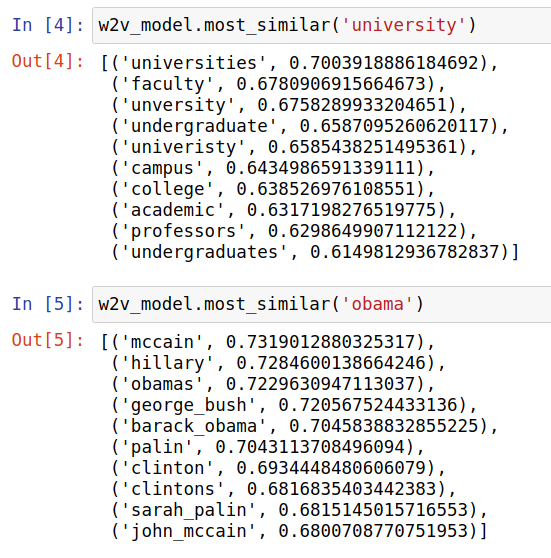 In [4]: w2v_model.most_similar('university')
Out[4]: [('universities', 0.7003918886184692),
('faculty', 0.6780906915664673),
('unversity', 0.6758289933204651),
('undergraduate', 0.6587095260620117),
('univeristy', 0.6585438251495361),
('campus', 0.6434986591339111),
('college', 0.638526976108551),
('academic', 0.6317198276519775),
('professors', 0.6298649907112122),
('undergraduates', 0.6149812936782837)]
In [5]: w2v_model.most_similar('obama')
Out[5]: [('mccain', 0.7319012880325317),
('hillary', 0.7284600138664246),
('obamas', 0.7229630947113037),
('george_bush', 0.720567524433136),
('barack_obama', 0.7045838832855225),
('palin', 0.7043113708496094),
('clinton', 0.6934448480606079),
('clintons', 0.6816835403442383),
('sarah_palin', 0.6815145015716553),
('john_mccain', 0.6800708770751953)]